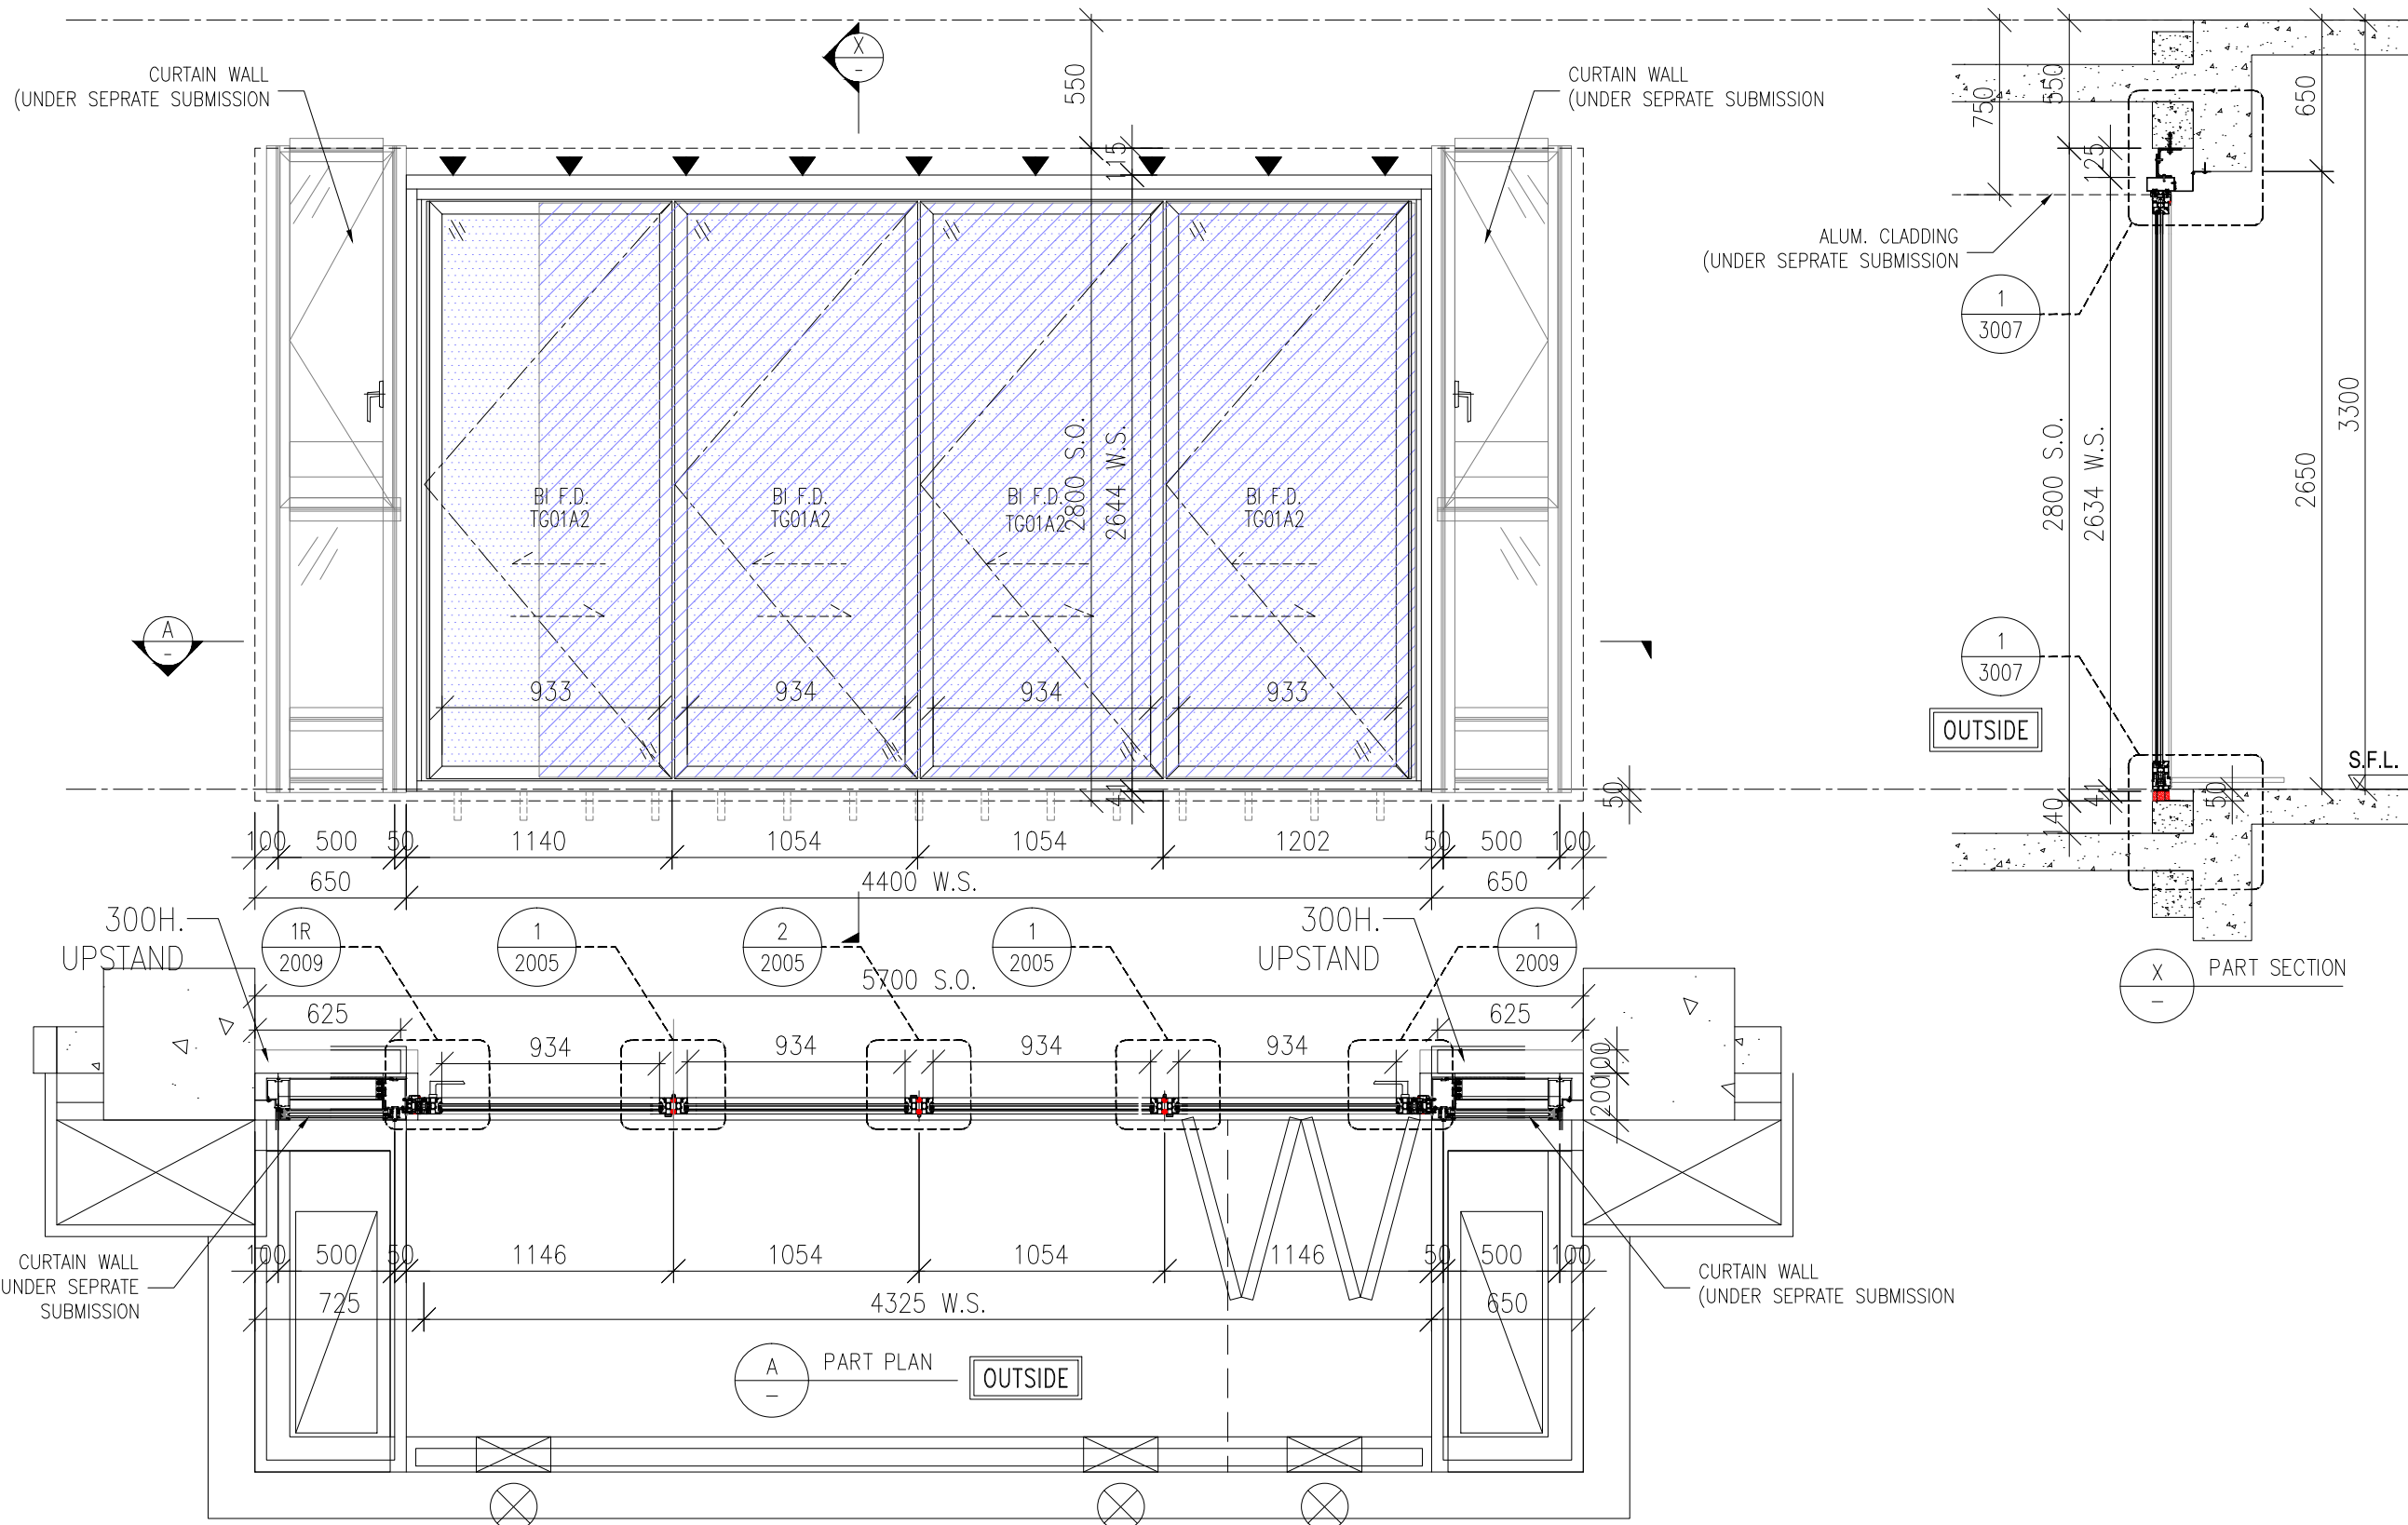 CURTAIN WALL
(UNDER SEPRATE SUBMISSION
X
-
550
115
CURTAIN WALL
(UNDER SEPRATE SUBMISSION
750
550
650
125
ALUM. CLADDING
(UNDER SEPRATE SUBMISSION
1
3007
BI F.D.
TG01A2
BI F.D.
TG01A2
BI F.D.
TG01A2
BI F.D.
TG01A2
2800 S.O.
2644 W.S.
2800 S.O.
2634 W.S.
2650
3300
A
-
933
934
934
933
1
3007
OUTSIDE
S.F.L.
41
50
140
41
50
100
500
50
1140
1054
1054
1202
50
500
100
650
4400 W.S.
650
300H.
UPSTAND
1R
2009
1
2005
2
2005
1
2005
300H.
UPSTAND
1
2009
5700 S.O.
X
-
PART SECTION
625
934
934
934
934
625
100
200
100
500
50
1146
1054
1054
1146
50
500
100
725
4325 W.S.
650
CURTAIN WALL
UNDER SEPRATE
SUBMISSION
CURTAIN WALL
(UNDER SEPRATE SUBMISSION
A
-
PART PLAN
OUTSIDE